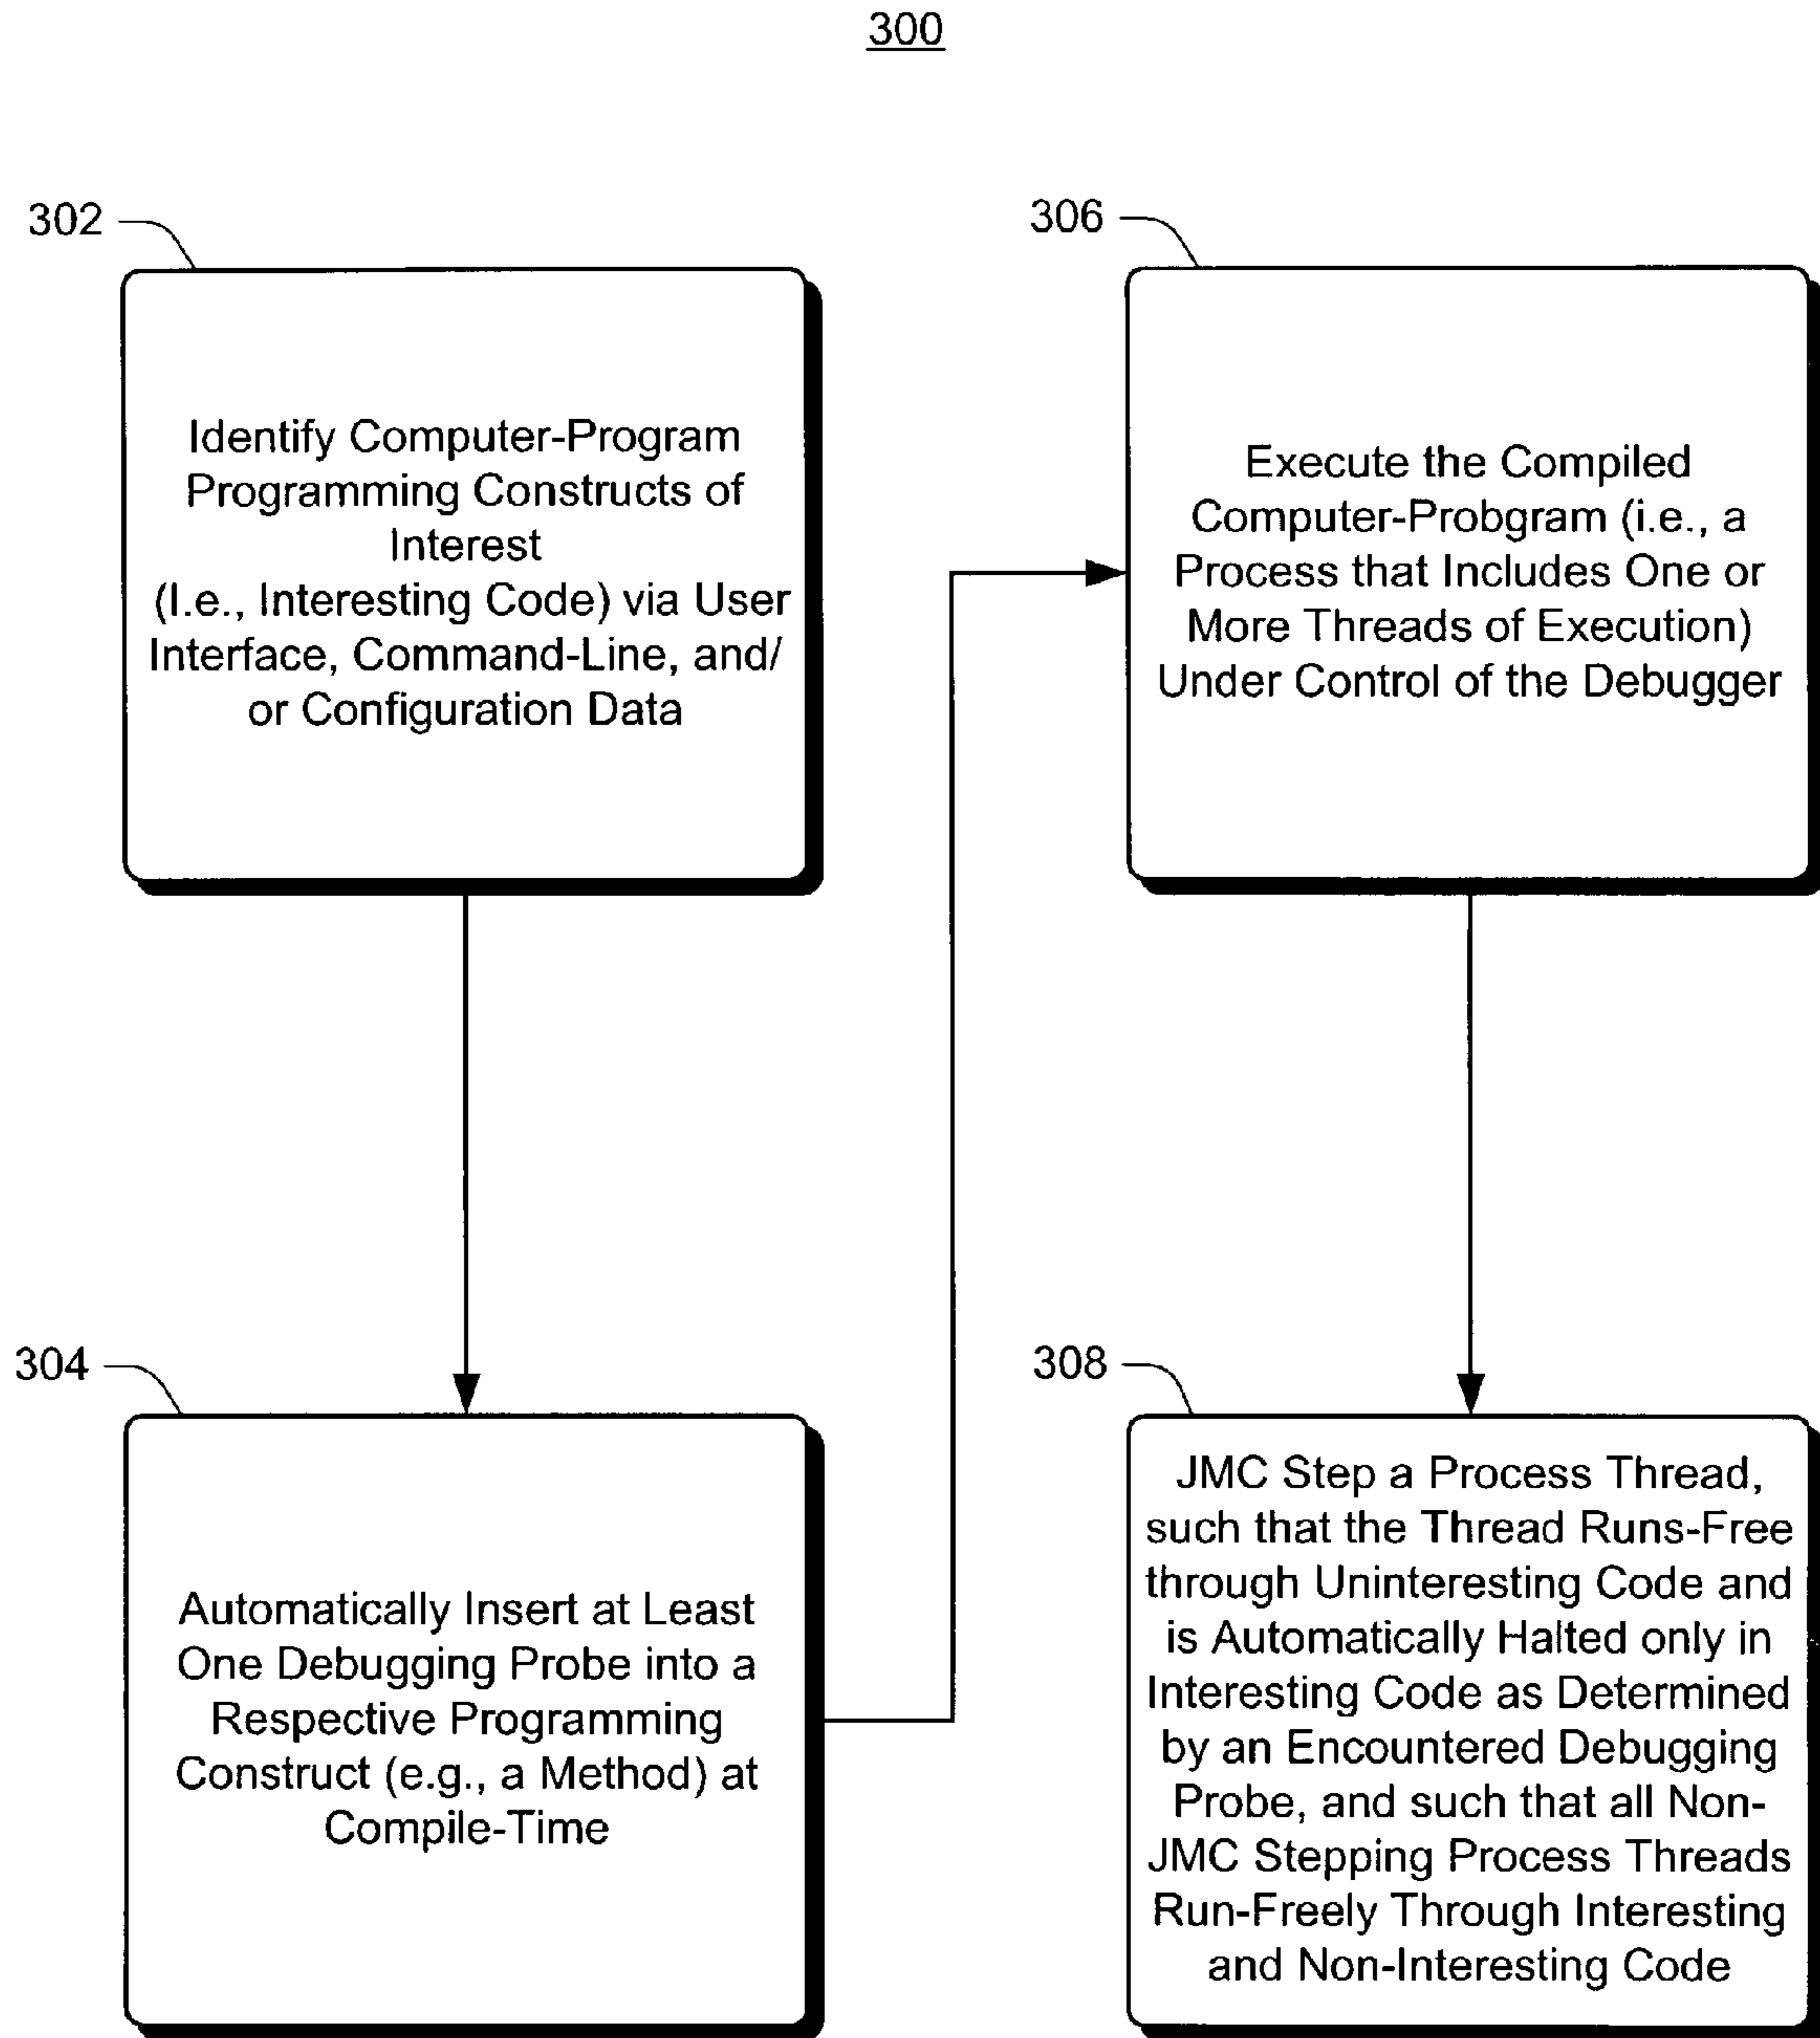 300
302
Identify Computer-Program
Programming Constructs of
Interest
(I.e., Interesting Code) via User
Interface, Command-Line, and/
or Configuration Data
304
Automatically Insert at Least
One Debugging Probe into a
Respective Programming
Construct (e.g., a Method) at
Compile-Time
306
Execute the Compiled
Computer-Probgram (i.e., a
Process that Includes One or
More Threads of Execution)
Under Control of the Debugger
308
JMC Step a Process Thread,
such that the Thread Runs-Free
through Uninteresting Code and
is Automatically Halted only in
Interesting Code as Determined
by an Encountered Debugging
Probe, and such that all Non-
JMC Stepping Process Threads
Run-Freely Through Interesting
and Non-Interesting Code